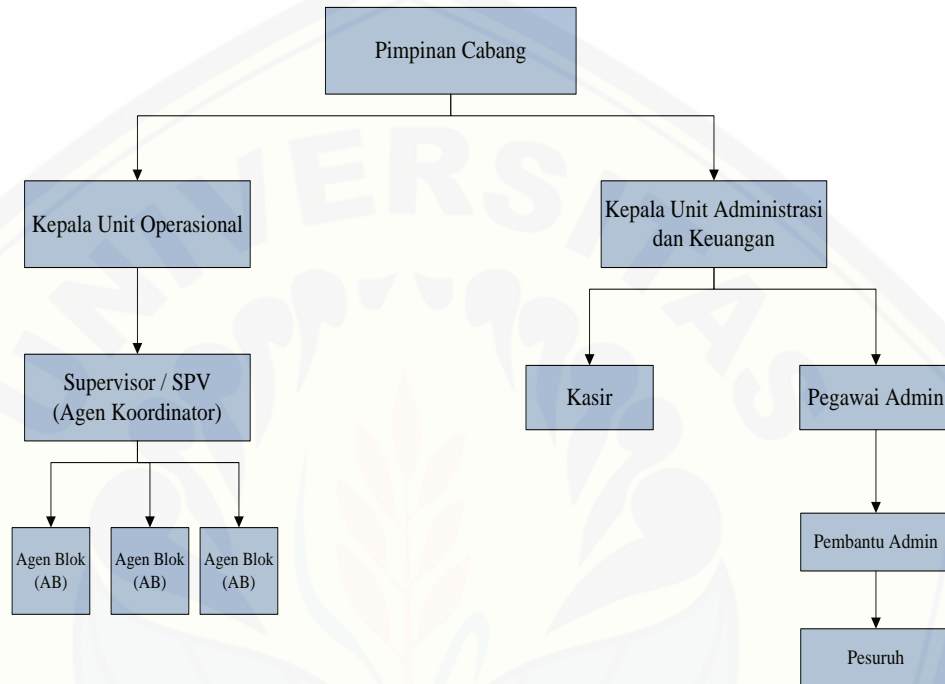 Pimpinan Cabang
Kepala Unit Operasional
Kepala Unit Administrasi
dan Keuangan
Supervisor / SPV
(Agen Koordinator)
Kasir
Pegawai Admin
Agen Blok
(AB)
Agen Blok
(AB)
Agen Blok
(AB)
Pembantu Admin
Pesuruh
UNIVERSITAS